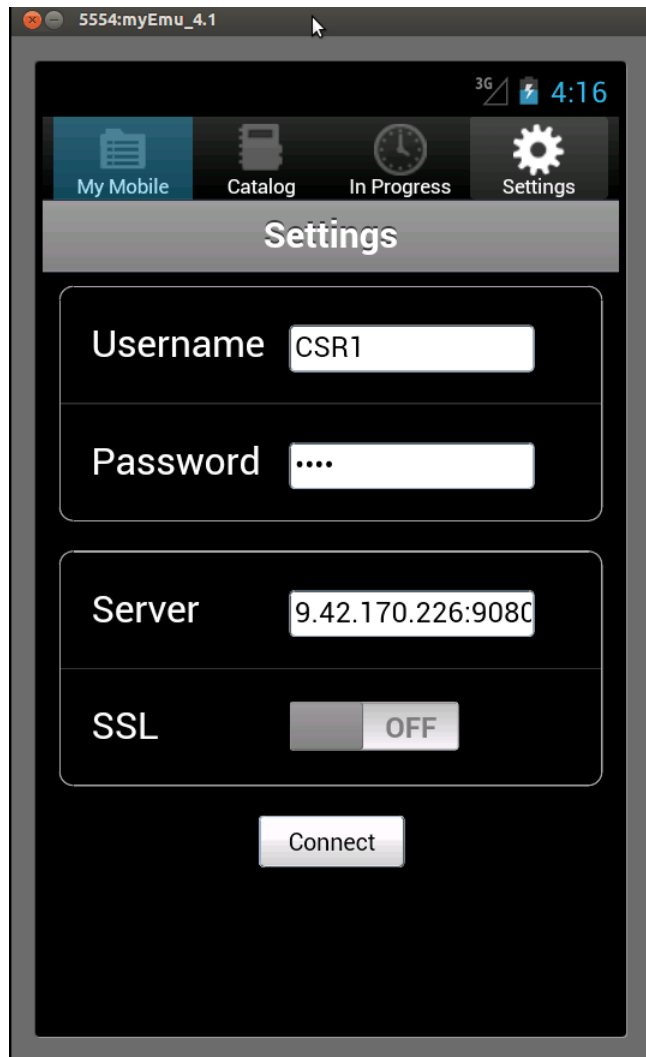 5554:myEmu_4.1
3G 4:16
My Mobile Catalog In Progress Settings
Settings
Username CSR1
Password ••••
Server 9.42.170.226:9080
SSL OFF
Connect